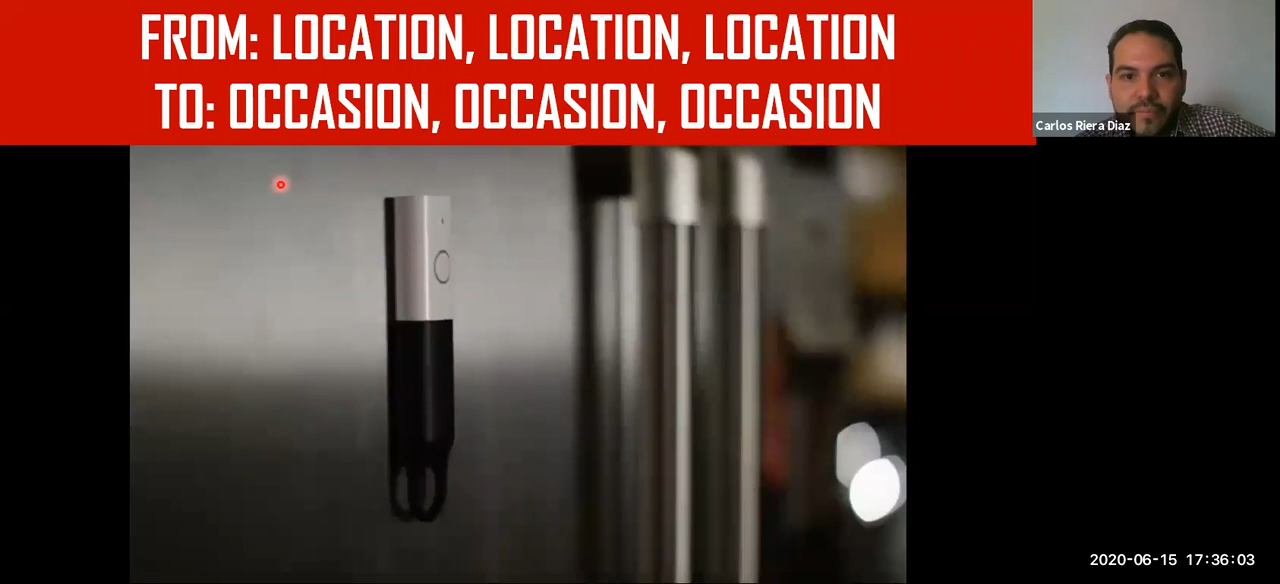 FROM: LOCATION, LOCATION, LOCATION
TO: OCCASION, OCCASION, OCCASION
Carlos Riera Diaz
2020-06-15 17:36:03